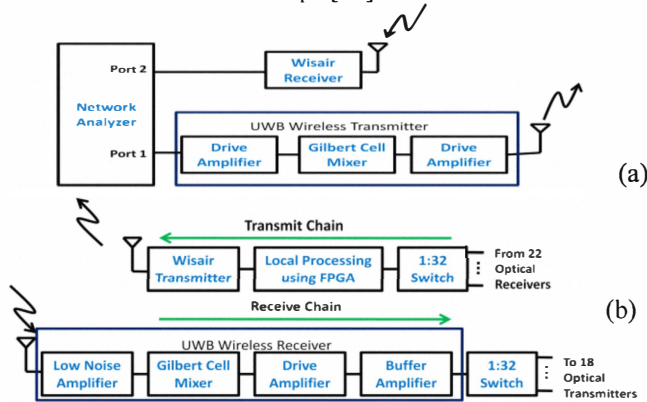 Port 2
Wisair
Receiver
Network
Analyzer
UWB Wireless Transmitter
Port 1
Drive
Amplifier
Gilbert Cell
Mixer
Drive
Amplifier
(a)
Transmit Chain
Wisair
Transmitter
Local Processing
using FPGA
1:32
Switch
From 22
Optical
Receivers
Receive Chain
(b)
UWB Wireless Receiver
Low Noise
Amplifier
Gilbert Cell
Mixer
Drive
Amplifier
Buffer
Amplifier
1:32
Switch
To 18
Optical
Transmitters